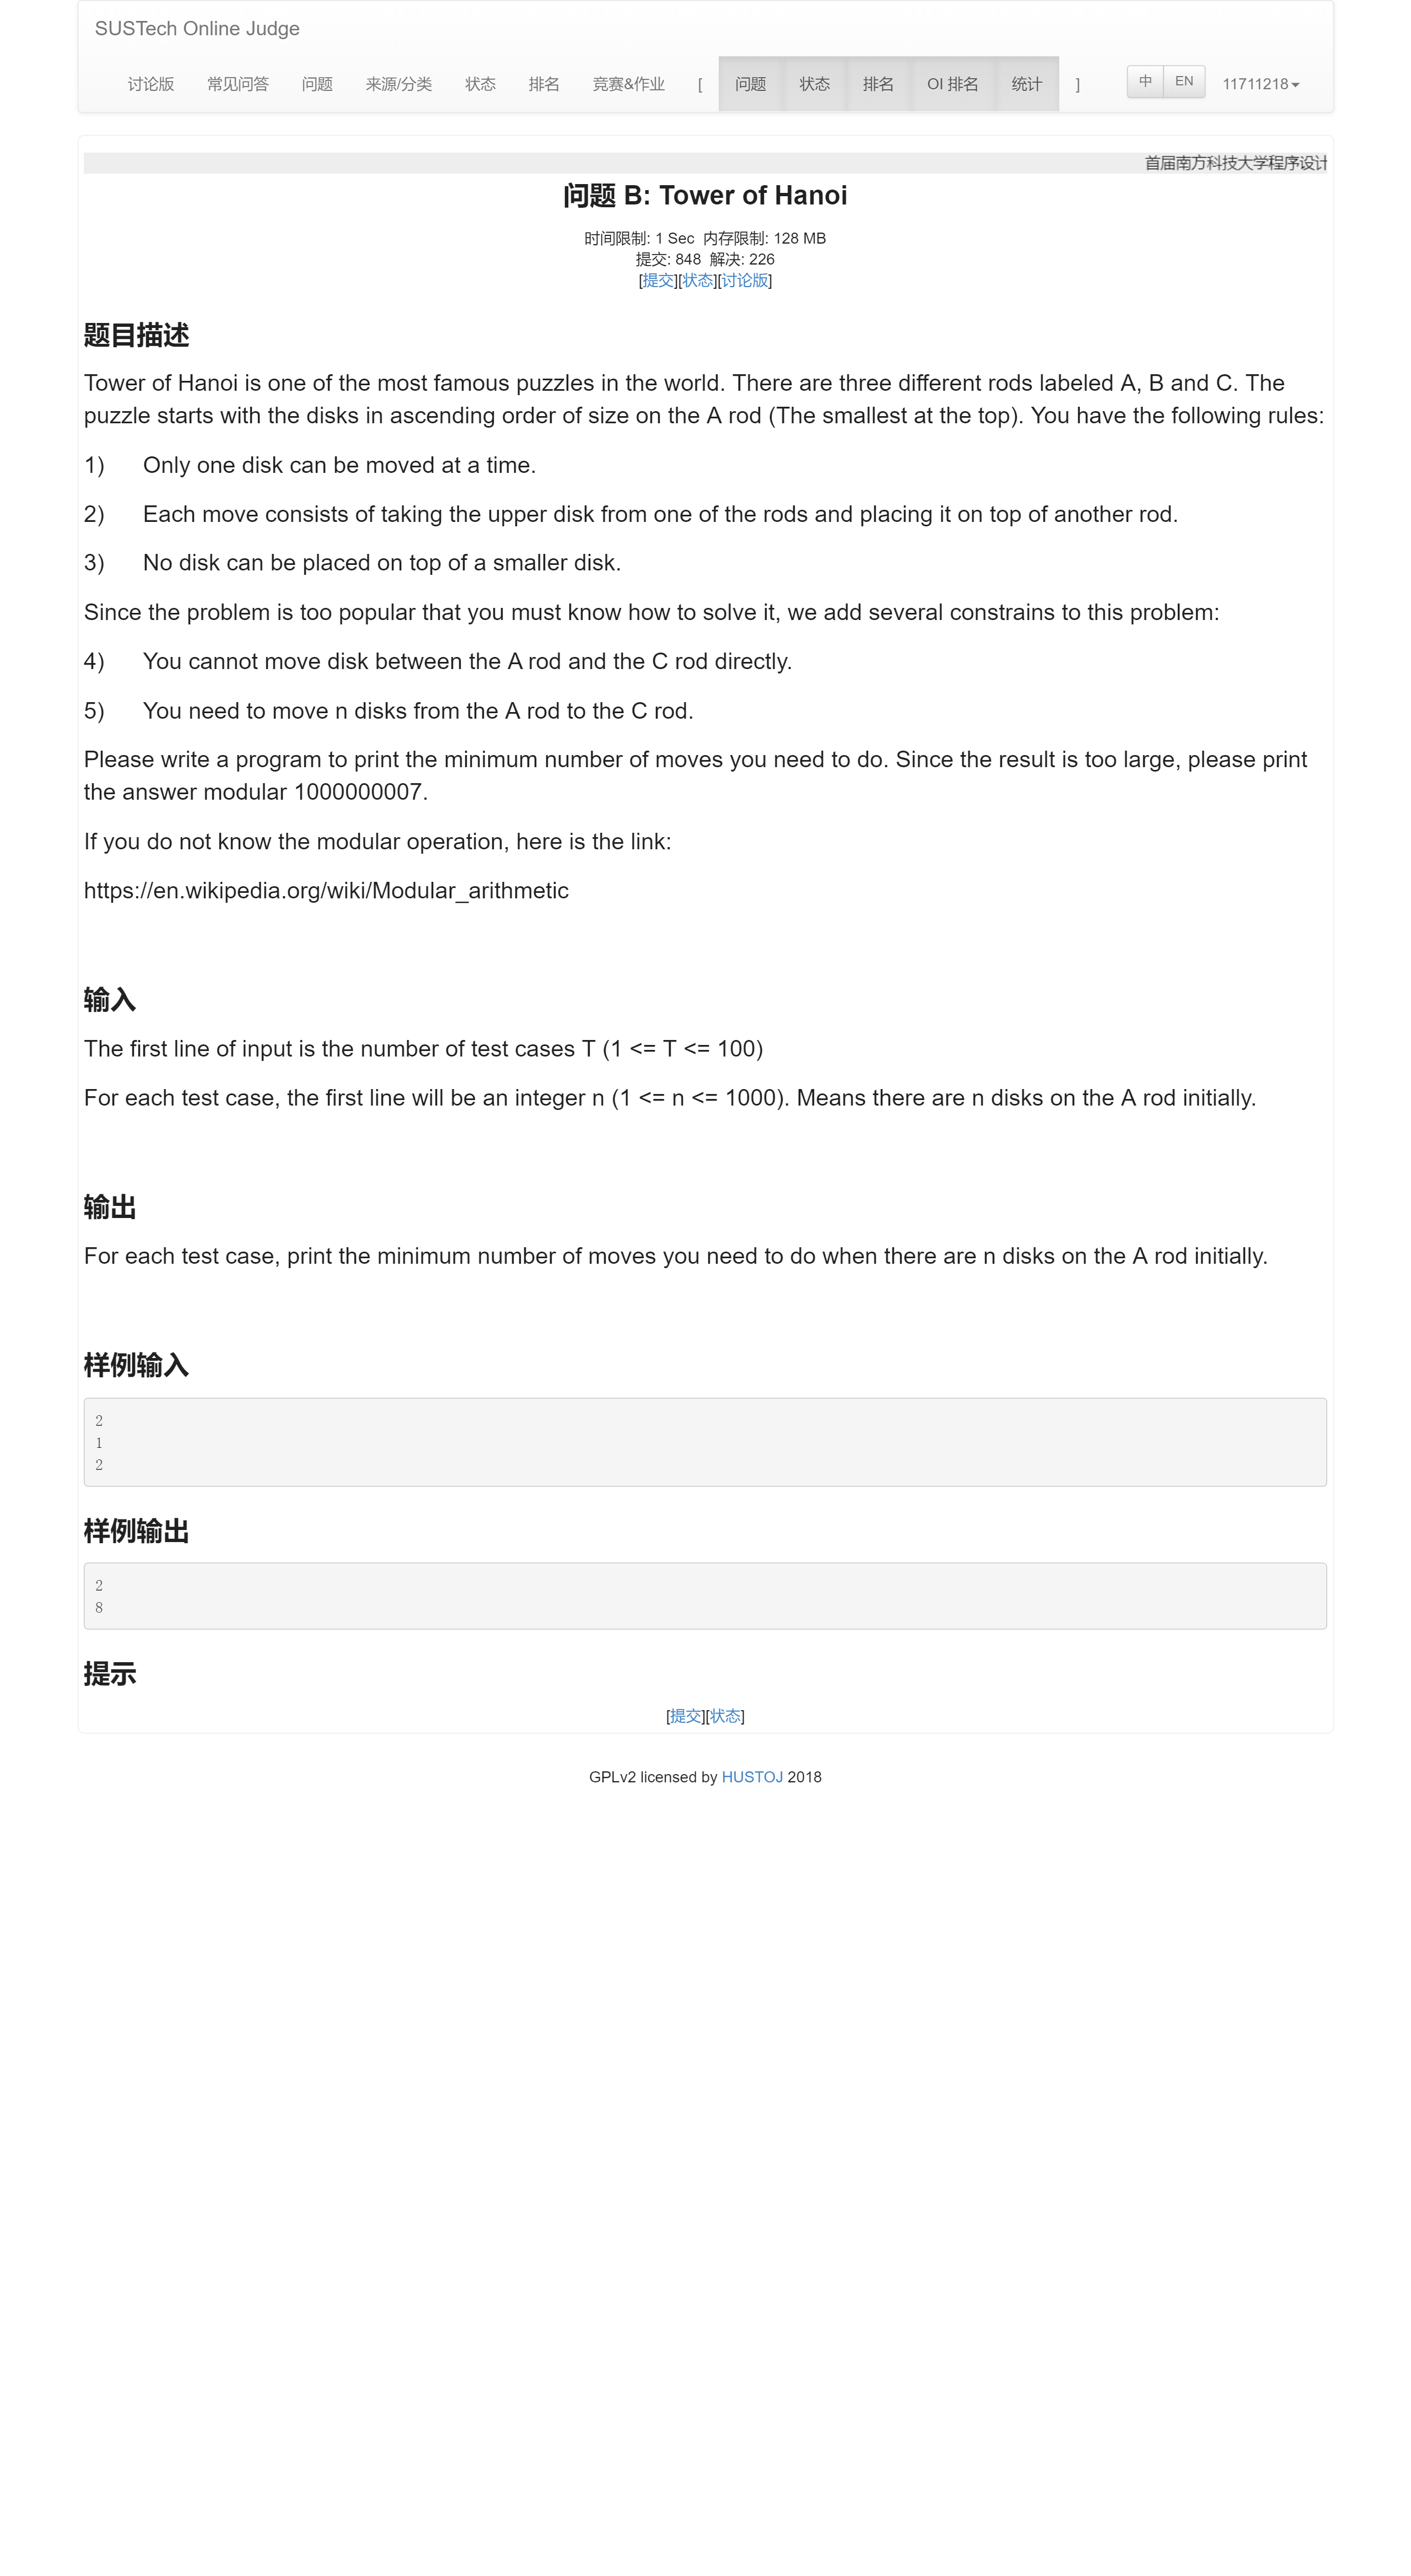 SUSTech Online Judge
讨论版 常见问答 问题 来源/分类 状态 排名 竞赛&作业 [ 问题 状态 排名 OI 排名 统计 ] 中 EN 11711218
首届南方科技大学程序设计
问题 B: Tower of Hanoi
时间限制: 1 Sec 内存限制: 128 MB
提交: 848 解决: 226
[提交][状态][讨论版]
题目描述
Tower of Hanoi is one of the most famous puzzles in the world. There are three different rods labeled A, B and C. The
puzzle starts with the disks in ascending order of size on the A rod (The smallest at the top). You have the following rules:
1) Only one disk can be moved at a time.
2) Each move consists of taking the upper disk from one of the rods and placing it on top of another rod.
3) No disk can be placed on top of a smaller disk.
Since the problem is too popular that you must know how to solve it, we add several constrains to this problem:
4) You cannot move disk between the A rod and the C rod directly.
5) You need to move n disks from the A rod to the C rod.
Please write a program to print the minimum number of moves you need to do. Since the result is too large, please print
the answer modular 1000000007.
If you do not know the modular operation, here is the link:
https://en.wikipedia.org/wiki/Modular_arithmetic
输入
The first line of input is the number of test cases T (1 <= T <= 100)
For each test case, the first line will be an integer n (1 <= n <= 1000). Means there are n disks on the A rod initially.
输出
For each test case, print the minimum number of moves you need to do when there are n disks on the A rod initially.
样例输入
2
1
2
样例输出
2
8
提示
[提交][状态]
GPLv2 licensed by HUSTOJ 2018